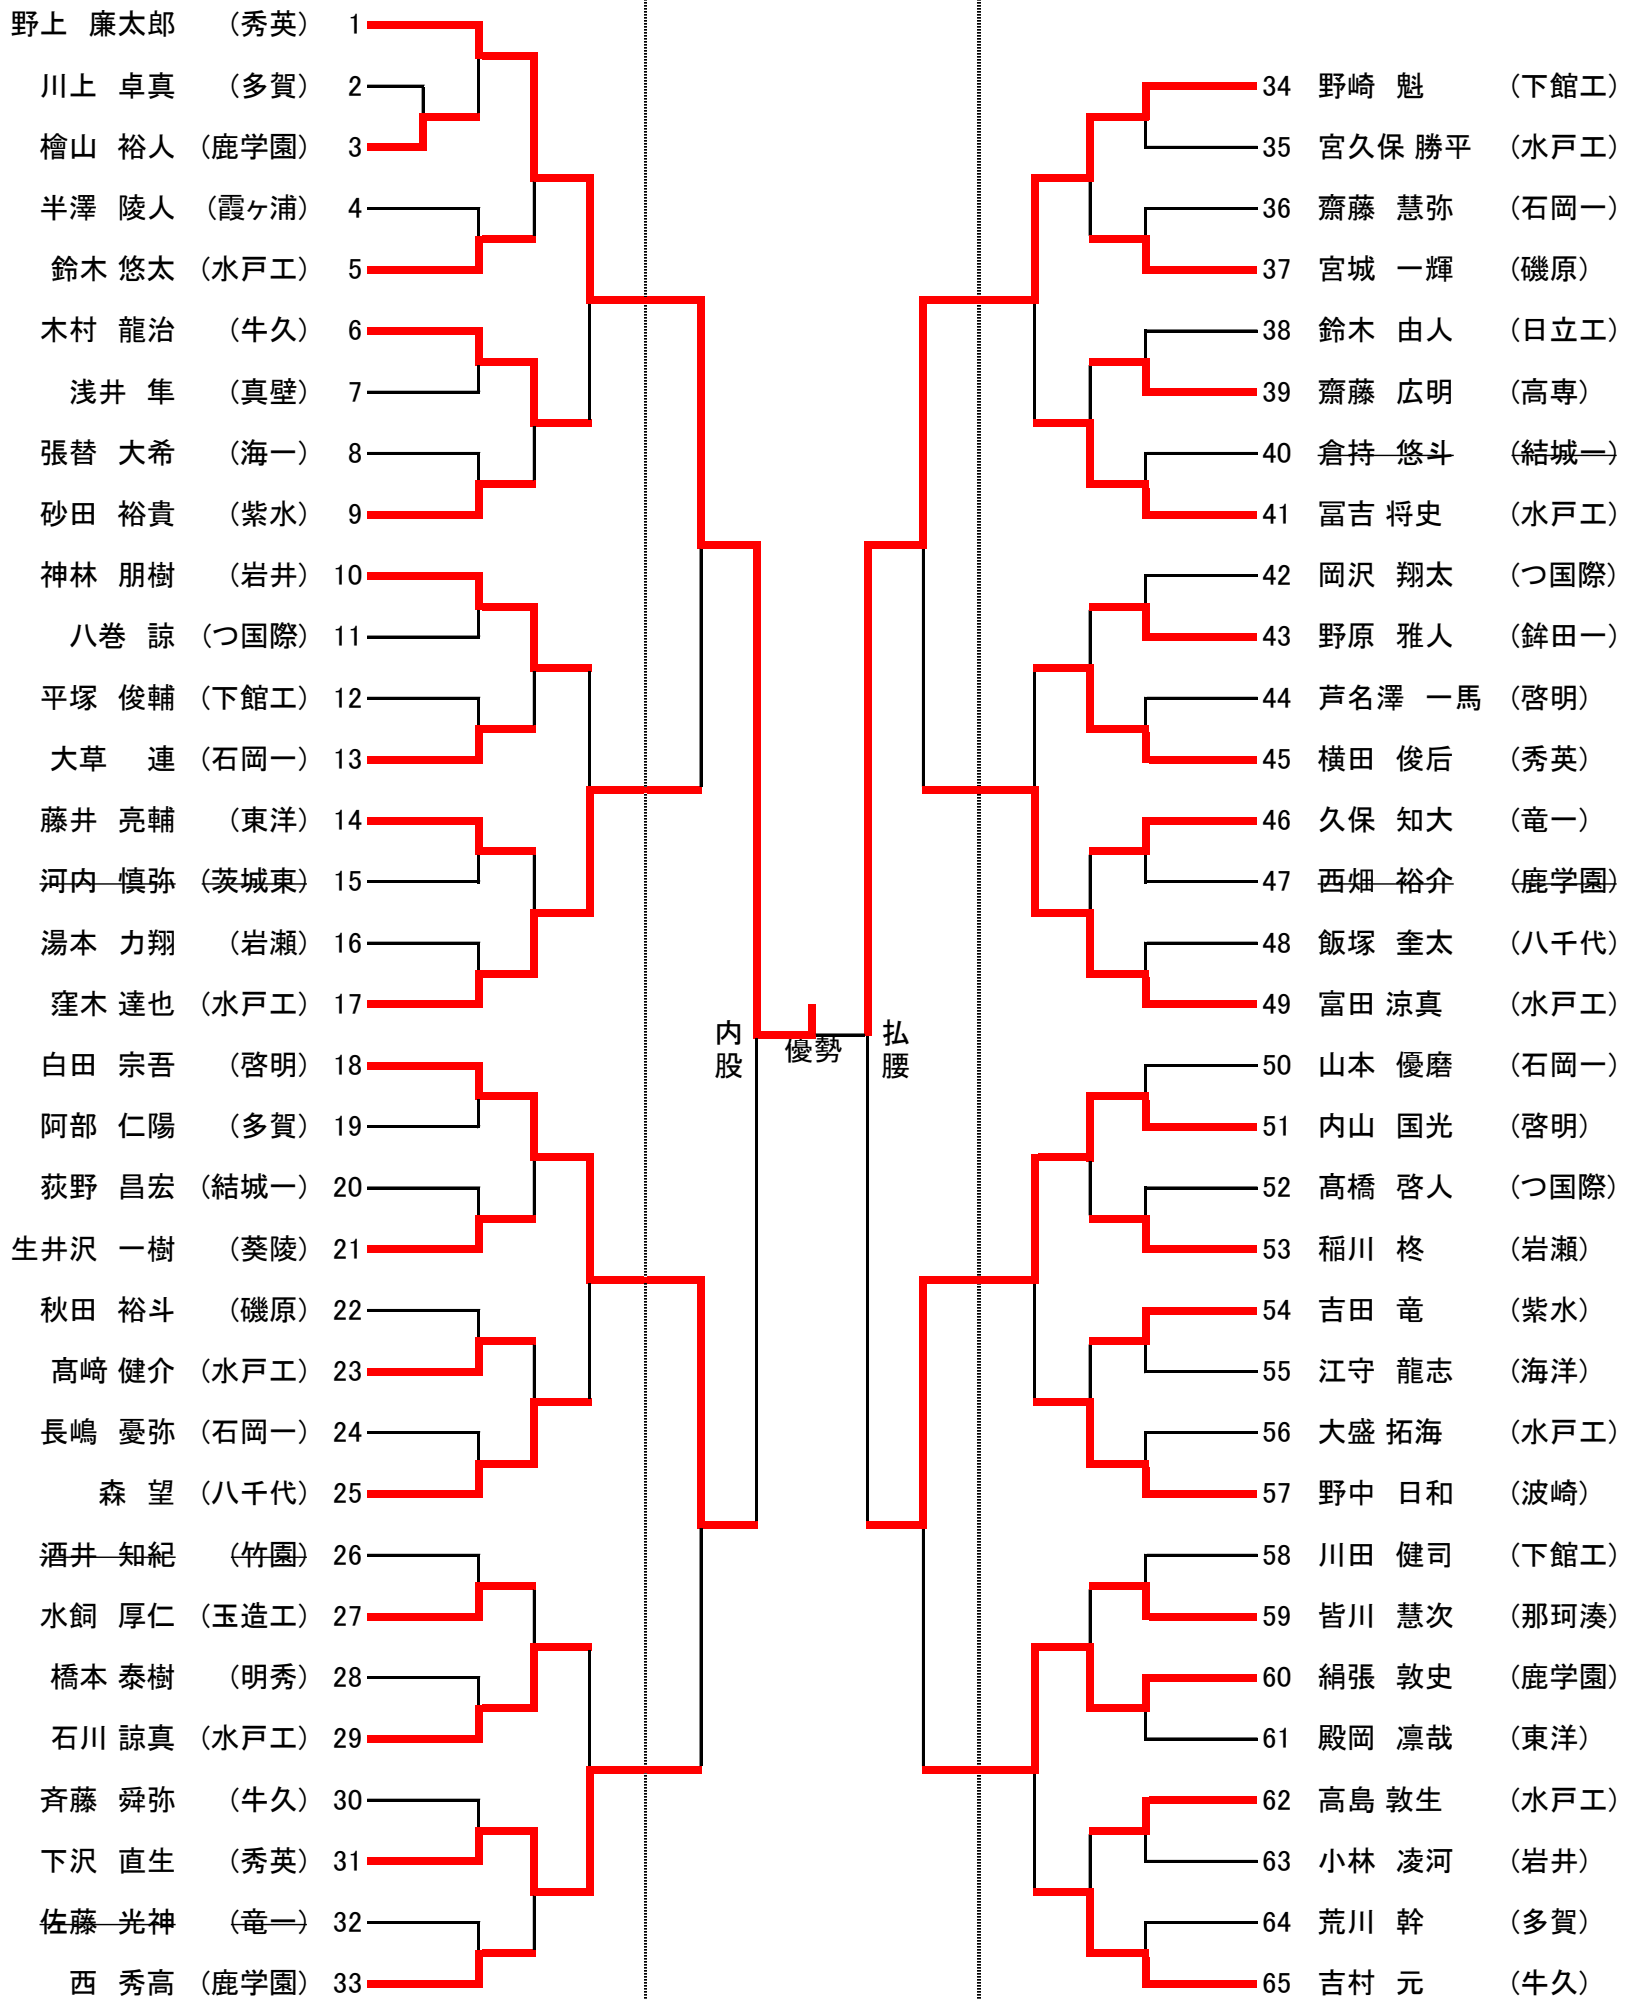 野上 廉太郎 (秀英) 1
川上 卓真 (多賀) 2
檜山 裕人 (鹿学園) 3
半澤 陵人 (霞ヶ浦) 4
鈴木 悠太 (水戸工) 5
木村 龍治 (牛久) 6
浅井 隼 (真壁) 7
張替 大希 (海一) 8
砂田 裕貴 (紫水) 9
神林 朋樹 (岩井) 10
八巻 諒 (つ国際) 11
平塚 俊輔 (下館工) 12
大草 連 (石岡一) 13
藤井 亮輔 (東洋) 14
河内 慎弥 (茨城東) 15
湯本 力翔 (岩瀬) 16
窪木 達也 (水戸工) 17
白田 宗吾 (啓明) 18
阿部 仁陽 (多賀) 19
荻野 昌宏 (結城一) 20
生井沢 一樹 (葵陵) 21
秋田 裕斗 (磯原) 22
髙﨑 健介 (水戸工) 23
長嶋 憂弥 (石岡一) 24
森 望 (八千代) 25
酒井 知紀 (竹園) 26
水飼 厚仁 (玉造工) 27
橋本 泰樹 (明秀) 28
石川 諒真 (水戸工) 29
斉藤 舜弥 (牛久) 30
下沢 直生 (秀英) 31
佐藤 光神 (竜一) 32
西 秀高 (鹿学園) 33
内股
優勢
払腰
34 野崎 魁 (下館工)
35 宮久保 勝平 (水戸工)
36 齋藤 慧弥 (石岡一)
37 宮城 一輝 (磯原)
38 鈴木 由人 (日立工)
39 齋藤 広明 (高専)
40 倉持 悠斗 (結城一)
41 冨吉 将史 (水戸工)
42 岡沢 翔太 (つ国際)
43 野原 雅人 (鉾田一)
44 芦名澤 一馬 (啓明)
45 横田 俊后 (秀英)
46 久保 知大 (竜一)
47 西畑 裕介 (鹿学園)
48 飯塚 奎太 (八千代)
49 富田 涼真 (水戸工)
50 山本 優磨 (石岡一)
51 内山 国光 (啓明)
52 髙橋 啓人 (つ国際)
53 稲川 柊 (岩瀬)
54 吉田 竜 (紫水)
55 江守 龍志 (海洋)
56 大盛 拓海 (水戸工)
57 野中 日和 (波崎)
58 川田 健司 (下館工)
59 皆川 慧次 (那珂湊)
60 絹張 敦史 (鹿学園)
61 殿岡 凛哉 (東洋)
62 高島 敦生 (水戸工)
63 小林 凌河 (岩井)
64 荒川 幹 (多賀)
65 吉村 元 (牛久)